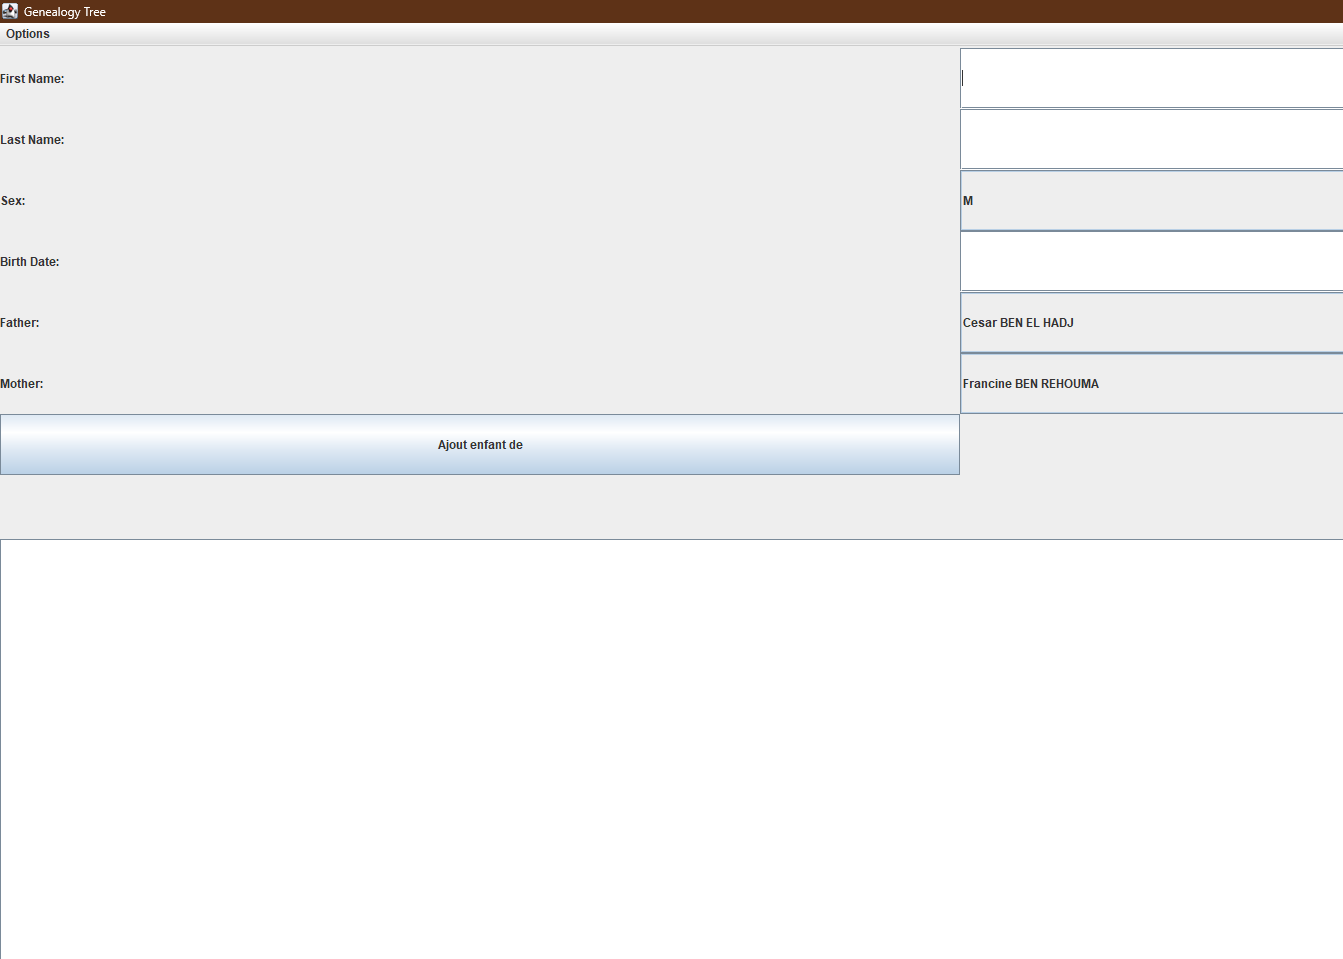 Genealogy Tree
Options
First Name:
Last Name:
Sex: M
Birth Date:
Father: Cesar BEN EL HADJ
Mother: Francine BEN REHOUMA
Ajout enfant de